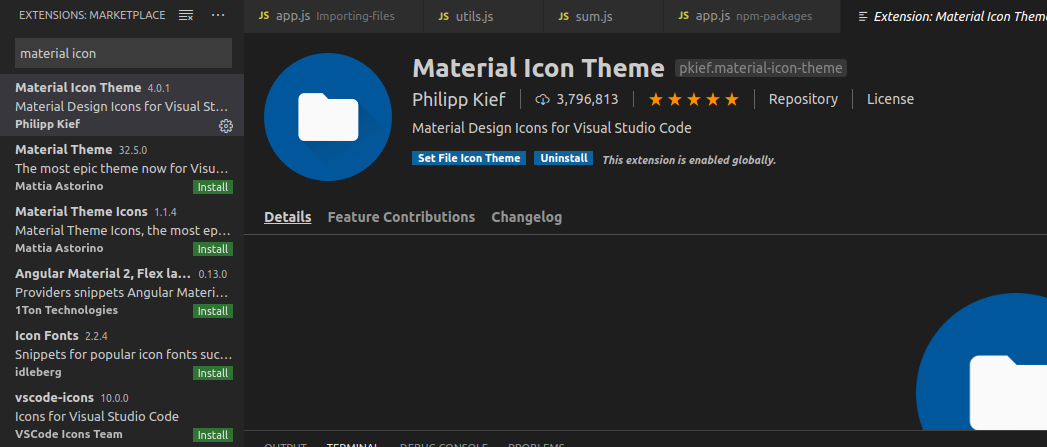 EXTENSIONS: MARKETPLACE
JS app.js Importing-files
JS utils.js
JS sum.js
JS app.js npm-packages
Extension: Material Icon Theme
material icon
Material Icon Theme 4.0.1
Material Design Icons for Visual St...
Philipp Kief
Material Theme 32.5.0
The most epic theme now for Visu...
Mattia Astorino Install
Material Theme Icons 1.1.4
Material Theme Icons, the most ep...
Mattia Astorino Install
Angular Material 2, Flex la... 0.13.0
Providers snippets Angular Materi...
1Ton Technologies Install
Icon Fonts 2.2.4
Snippets for popular icon fonts suc...
idleberg Install
vscode-icons 10.0.0
Icons for Visual Studio Code
VSCode Icons Team Install
Material Icon Theme pkief.material-icon-theme
Philipp Kief 3,796,813 Repository License
Material Design Icons for Visual Studio Code
Set File Icon Theme Uninstall This extension is enabled globally.
Details Feature Contributions Changelog
OUTPUT TERMINAL DEBUG CONSOLE PROBLEMS